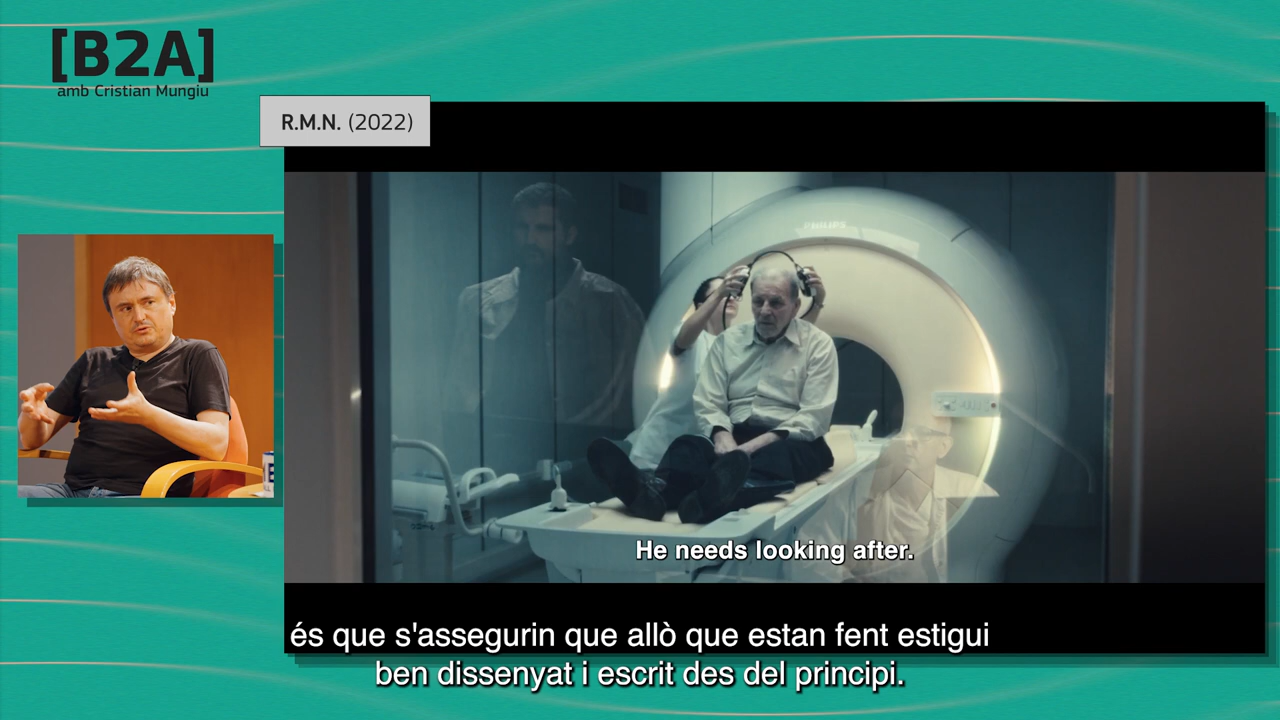 [B2A]
amb Cristian Mungiu
R.M.N. (2022)
PHILIPS
He needs looking after.
és que s'assegurin que allò que estan fent estigui
ben dissenyat i escrit des del principi.